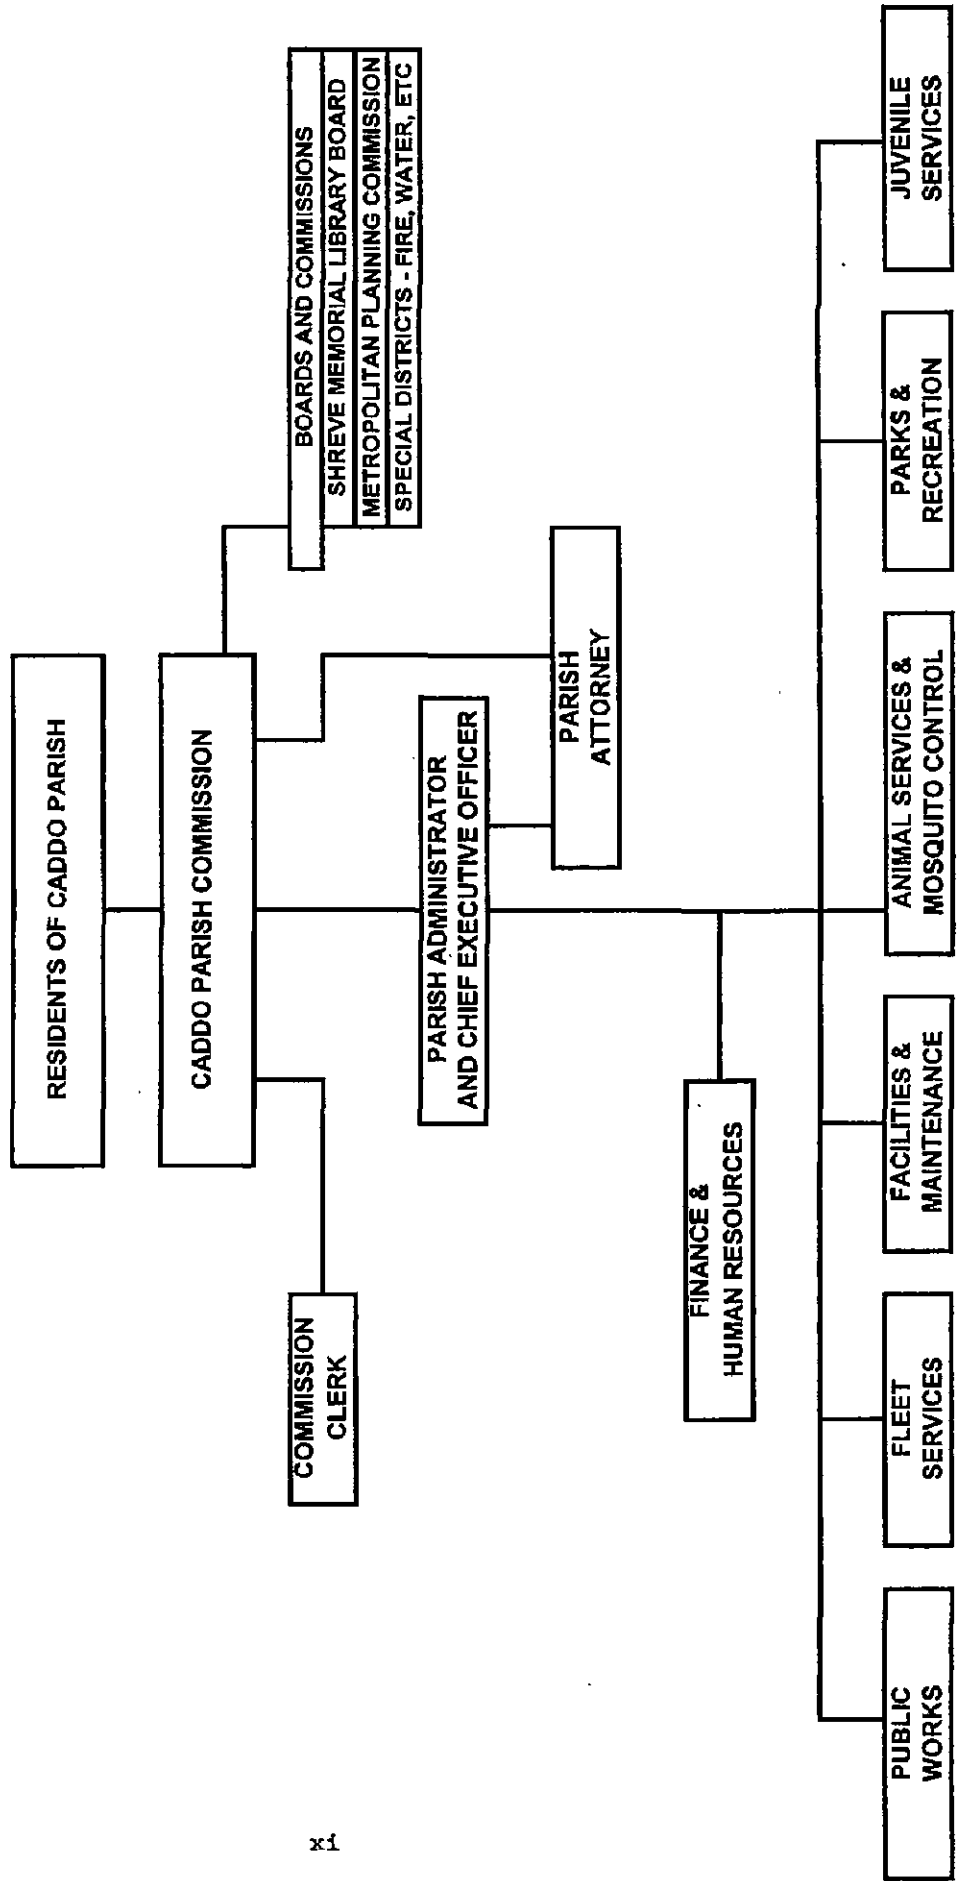 RESIDENTS OF CADDO PARISH
CADDO PARISH COMMISSION
COMMISSION
CLERK
BOARDS AND COMMISSIONS
SHREVE MEMORIAL LIBRARY BOARD
METROPOLITAN PLANNING COMMISSION
SPECIAL DISTRICTS - FIRE, WATER, ETC
PARISH ADMINISTRATOR
AND CHIEF EXECUTIVE OFFICER
PARISH
ATTORNEY
FINANCE &
HUMAN RESOURCES
PUBLIC
WORKS
FLEET
SERVICES
FACILITIES &
MAINTENANCE
ANIMAL SERVICES &
MOSQUITO CONTROL
PARKS &
RECREATION
JUVENILE
SERVICES
xi